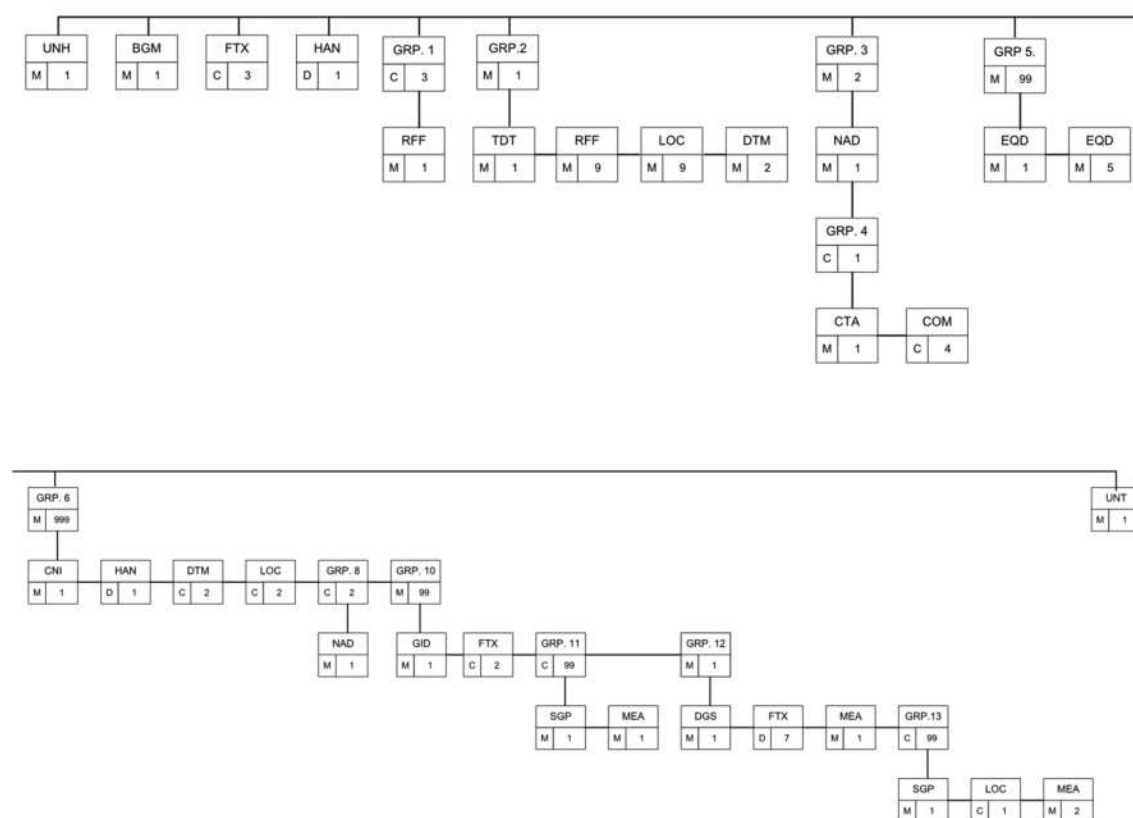 UNH BGM FTX HAN GRP. 1 GRP.2 GRP. 3 GRP 5.
M 1 M 1 C 3 D 1 C 3 M 1 M 2 M 99
RFF TDT RFF LOC DTM NAD EQD EQD
M 1 M 1 M 9 M 9 M 2 M 1 M 1 M 5
GRP. 4
C 1
CTA COM
M 1 C 4
GRP. 6 UNT
M 999 M 1
CNI HAN DTM LOC GRP. 8 GRP. 10
M 1 D 1 C 2 C 2 C 2 M 99
NAD GID FTX GRP. 11 GRP. 12
M 1 M 1 C 2 C 99 M 1
SGP MEA DGS FTX MEA GRP.13
M 1 M 1 M 1 D 7 M 1 C 99
SGP LOC MEA
M 1 C 1 M 2